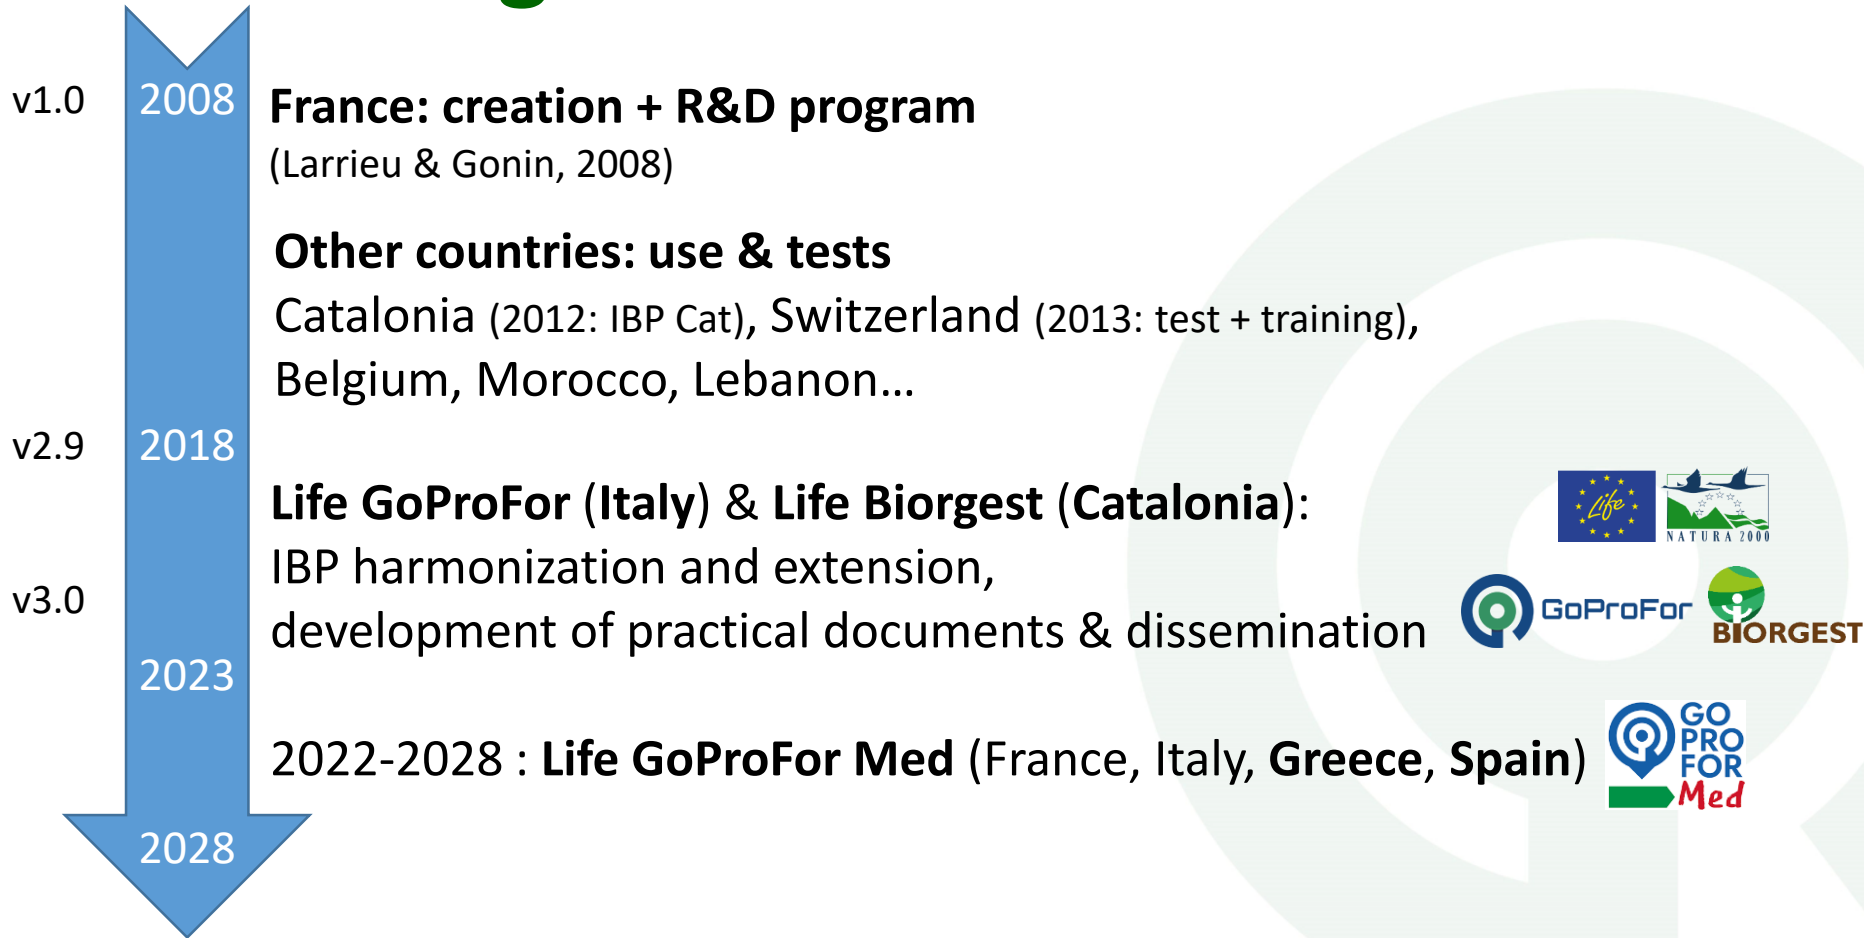 v1.0
2008
France: creation + R&D program
(Larrieu & Gonin, 2008)
Other countries: use & tests
Catalonia (2012: IBP Cat), Switzerland (2013: test + training),
Belgium, Morocco, Lebanon…
v2.9
2018
Life GoProFor (Italy) & Life Biorgest (Catalonia):
IBP harmonization and extension,
development of practical documents & dissemination
Life
NATURA 2000
v3.0
GoProFor
BIORGEST
2023
2022-2028 : Life GoProFor Med (France, Italy, Greece, Spain)
GO
PRO
FOR
Med
2028